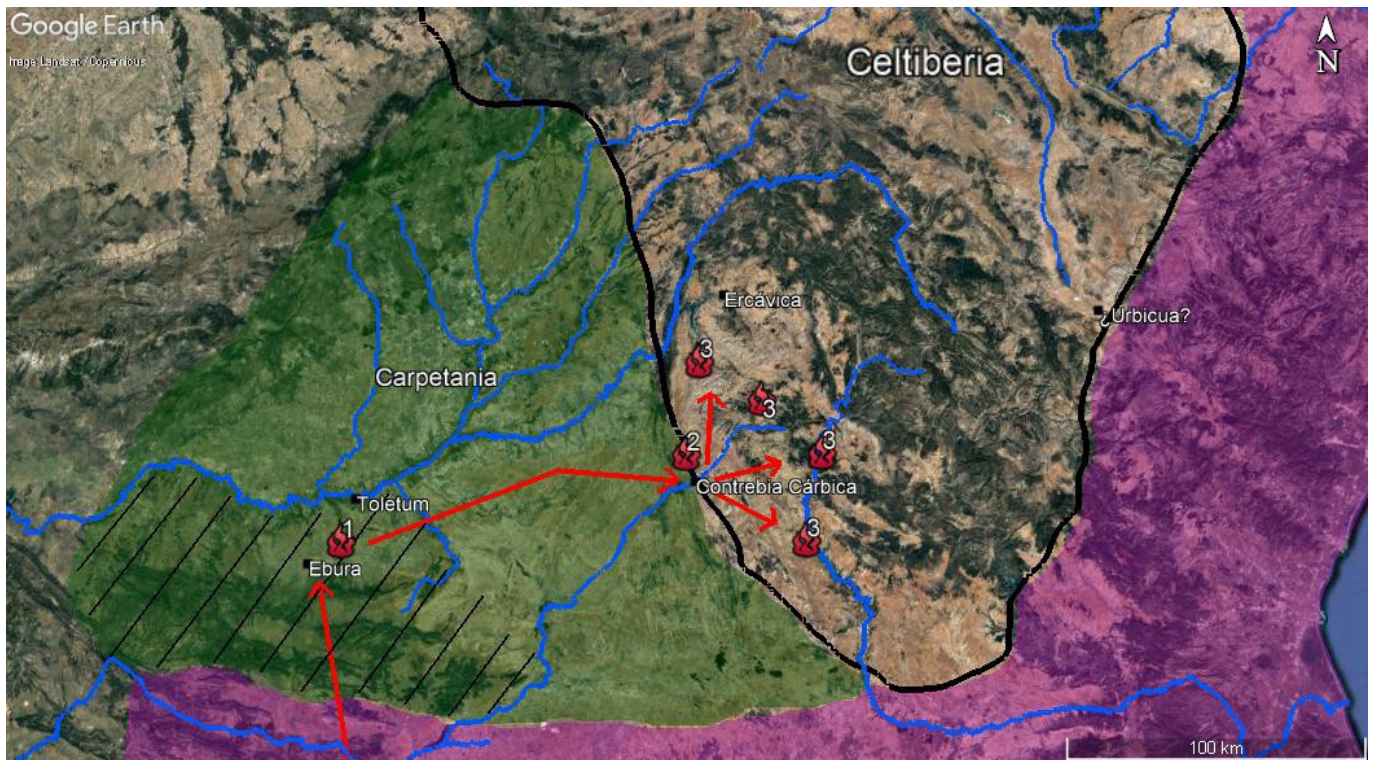 Google Earth
Image Landsat / Copernicus
Celtiberia
N
Ercávica
¿Urbicua?
3
Carpetania
3
2
3
Contrebia Cárbica
Toletum
1
3
Ebura
100 km